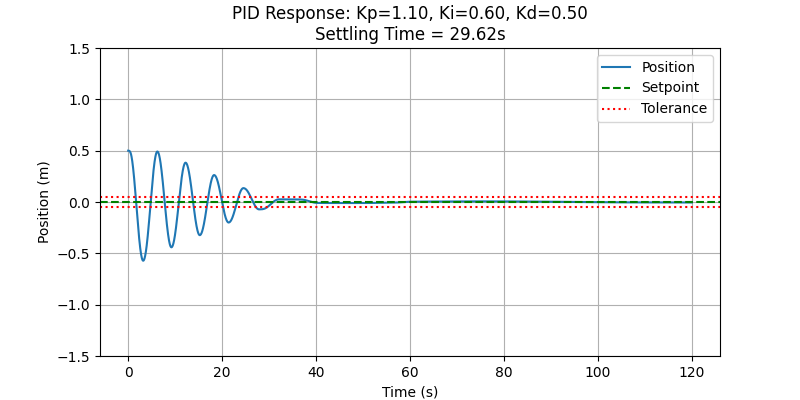 PID Response: Kp=1.10, Ki=0.60, Kd=0.50
Settling Time = 29.62s
Position
Setpoint
Tolerance
Position (m)
1.5
1.0
0.5
0.0
−0.5
−1.0
−1.5
0 20 40 60 80 100 120
Time (s)